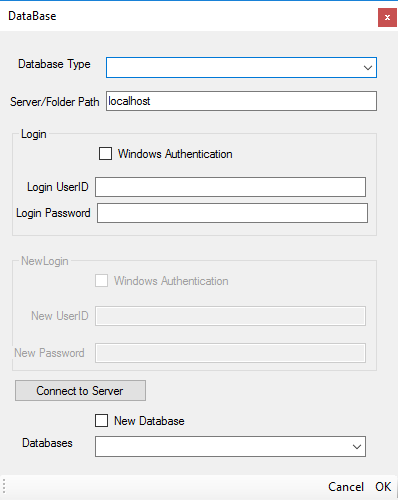 DataBase
x
Database Type
Server/Folder Path localhost
Login
Windows Authentication
Login UserID
Login Password
NewLogin
Windows Authentication
New UserID
New Password
Connect to Server
New Database
Databases
Cancel OK